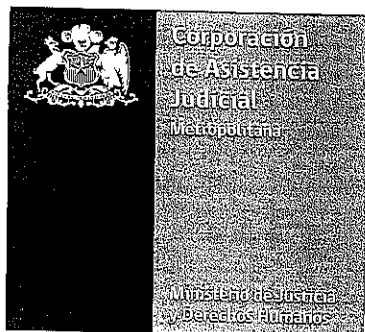 Corporación
de Asistencia
Judicial
Metropolitana
Ministerio de Justicia
y Derechos Humanos